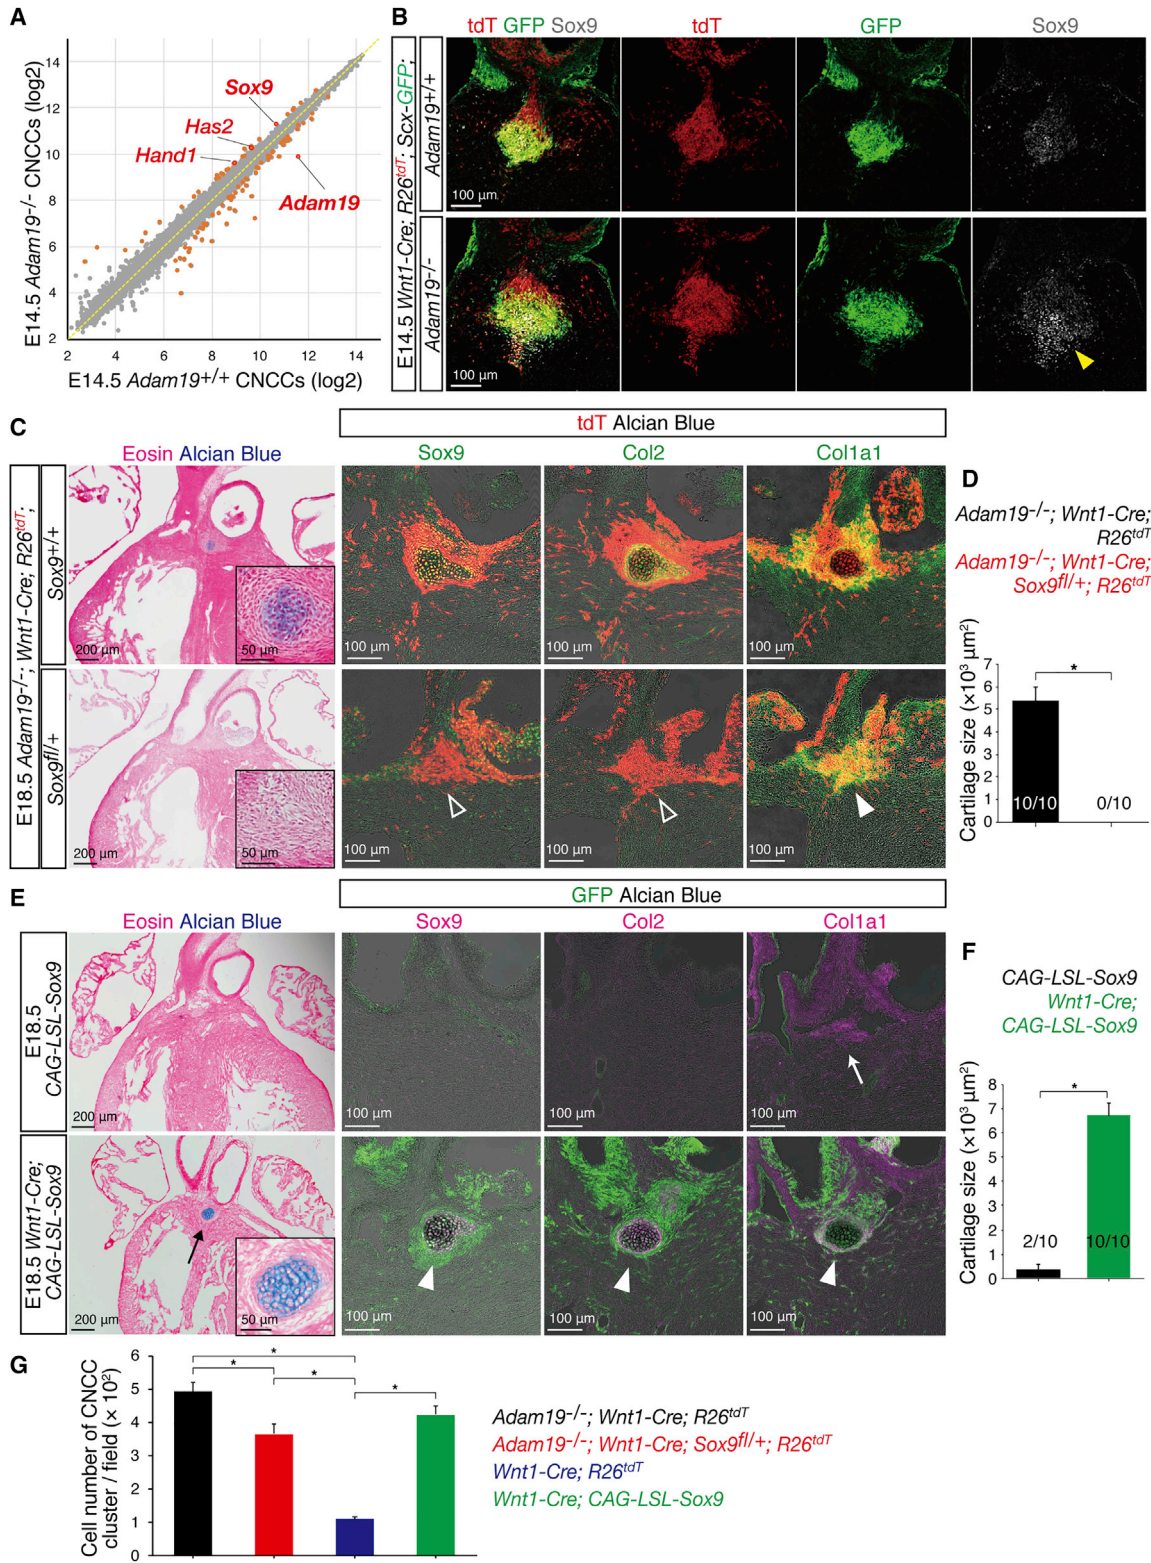 A
E14.5 Adam19-/- CNCCs (log2)
14
12
10
8
6
4
2
Sox9
Has2
Hand1
Adam19
2 4 6 8 10 12 14
E14.5 Adam19+/+ CNCCs (log2)
B
tdT GFP Sox9 tdT GFP Sox9
E14.5 Wnt1-Cre; R26tdT; Scx-GFP;
Adam19+/+
100 µm
Adam19-/-
100 µm
C
tdT Alcian Blue
Eosin Alcian Blue Sox9 Col2 Col1a1
E18.5 Adam19-/-; Wnt1-Cre; R26tdT;
Sox9+/+
200 µm 50 µm 100 µm 100 µm 100 µm
Sox9fl/+
200 µm 50 µm 100 µm 100 µm 100 µm
D
Adam19-/-; Wnt1-Cre;
R26tdT
Adam19-/-; Wnt1-Cre;
Sox9fl/+; R26tdT
Cartilage size (×10³ µm²)
7
6
5
4
3
2
1
0
*
10/10 0/10
E
GFP Alcian Blue
Eosin Alcian Blue Sox9 Col2 Col1a1
E18.5
CAG-LSL-Sox9
200 µm 100 µm 100 µm 100 µm
E18.5 Wnt1-Cre;
CAG-LSL-Sox9
200 µm 50 µm 100 µm 100 µm 100 µm
F
CAG-LSL-Sox9
Wnt1-Cre;
CAG-LSL-Sox9
Cartilage size (×10³ µm²)
8
7
6
5
4
3
2
1
0
*
2/10 10/10
G
Cell number of CNCC
cluster / field (× 10²)
6
5
4
3
2
1
0
*
*
*
*
Adam19-/-; Wnt1-Cre; R26tdT
Adam19-/-; Wnt1-Cre; Sox9fl/+; R26tdT
Wnt1-Cre; R26tdT
Wnt1-Cre; CAG-LSL-Sox9